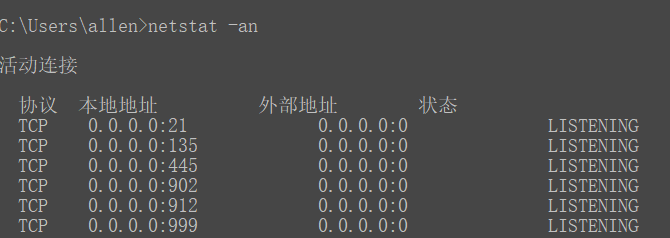 C:\Users\allen>netstat -an
活动连接
协议 本地地址 外部地址 状态
TCP 0.0.0.0:21 0.0.0.0:0 LISTENING
TCP 0.0.0.0:135 0.0.0.0:0 LISTENING
TCP 0.0.0.0:445 0.0.0.0:0 LISTENING
TCP 0.0.0.0:902 0.0.0.0:0 LISTENING
TCP 0.0.0.0:912 0.0.0.0:0 LISTENING
TCP 0.0.0.0:999 0.0.0.0:0 LISTENING